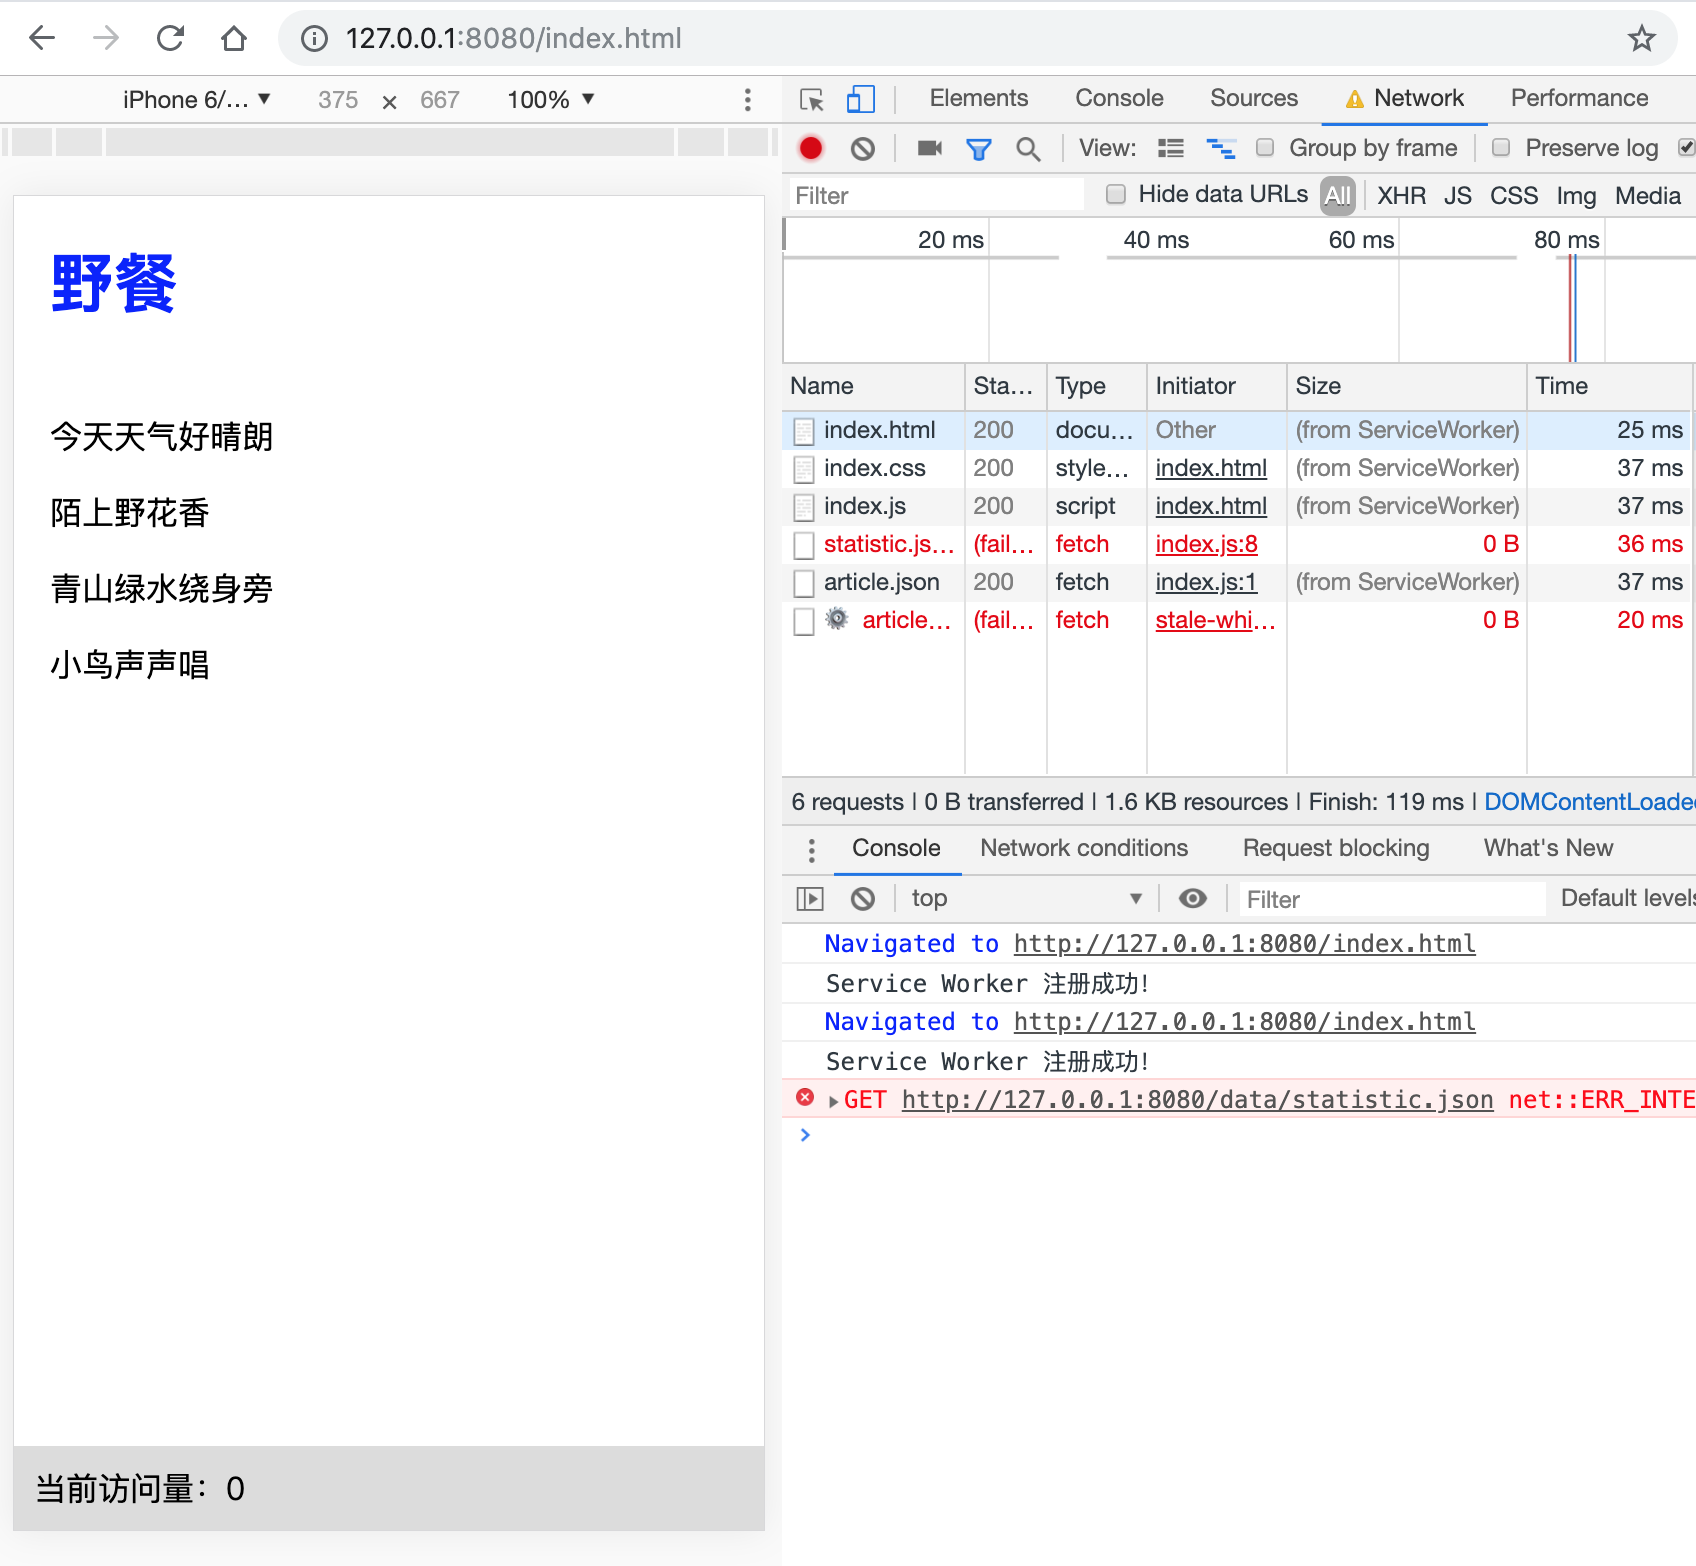 127.0.0.1:8080/index.html
iPhone 6/... 375 × 667 100%
Elements Console Sources Network Performance
View: Group by frame Preserve log
Filter Hide data URLs All XHR JS CSS Img Media
20 ms 40 ms 60 ms 80 ms
Name Sta... Type Initiator Size Time
index.html 200 docu... Other (from ServiceWorker) 25 ms
index.css 200 style... index.html (from ServiceWorker) 37 ms
index.js 200 script index.html (from ServiceWorker) 37 ms
statistic.js... (fail... fetch index.js:8 0 B 36 ms
article.json 200 fetch index.js:1 (from ServiceWorker) 37 ms
article... (fail... fetch stale-whi... 0 B 20 ms
6 requests | 0 B transferred | 1.6 KB resources | Finish: 119 ms | DOMContentLoaded
Console Network conditions Request blocking What's New
top Filter Default levels
Navigated to http://127.0.0.1:8080/index.html
Service Worker 注册成功!
Navigated to http://127.0.0.1:8080/index.html
Service Worker 注册成功!
GET http://127.0.0.1:8080/data/statistic.json net::ERR_INTE
野餐
今天天气好晴朗
陌上野花香
青山绿水绕身旁
小鸟声声唱
当前访问量：0